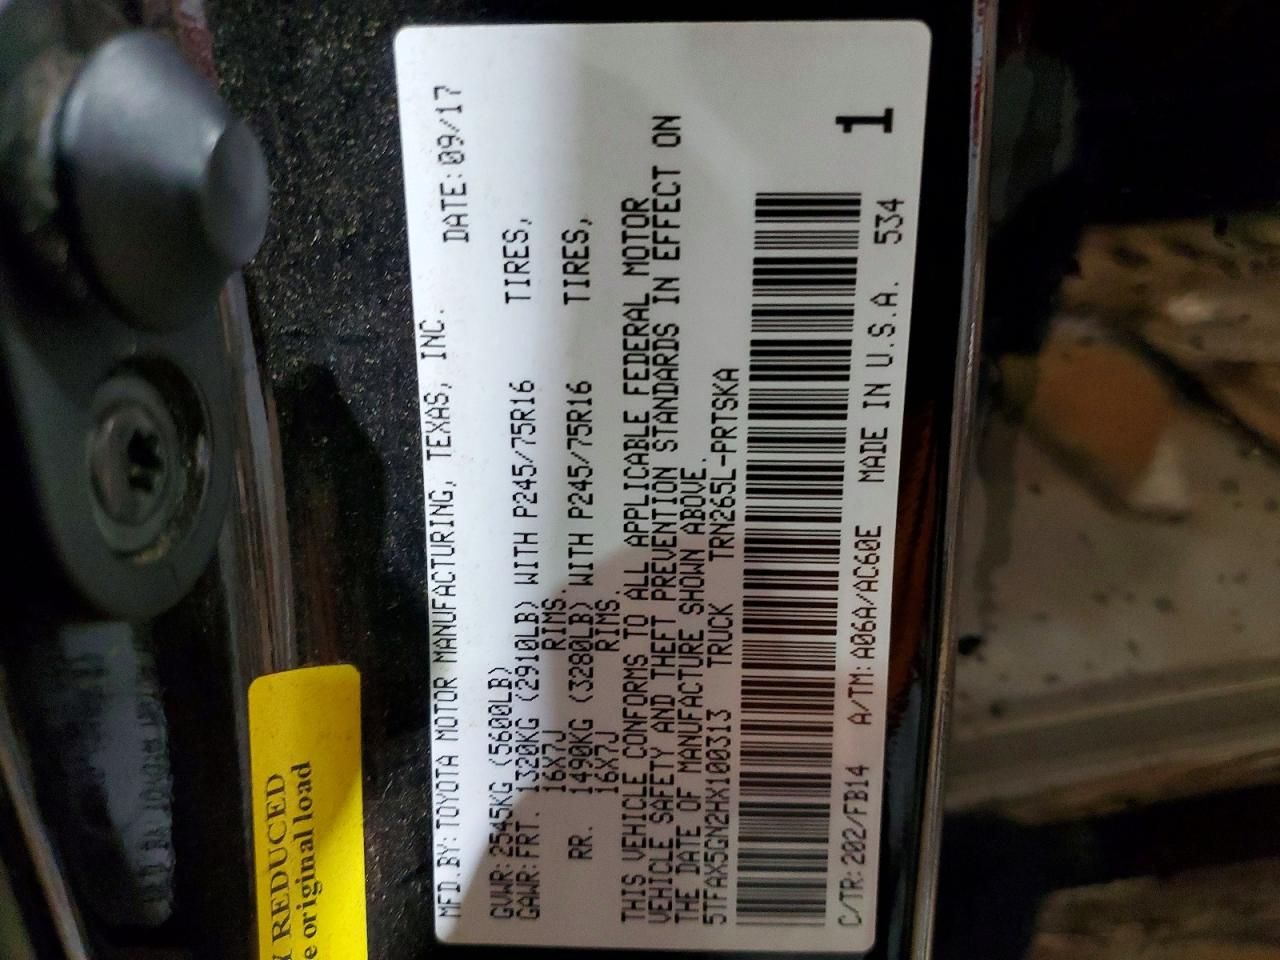 MFD.BY:TOYOTA MOTOR MANUFACTURING, TEXAS, INC.
DATE:09/17
GVWR:2545KG (5600LB)
GAWR:FRT. 1320KG (2910LB) WITH P245/75R16 TIRES,
16X7J RIMS.
RR. 1490KG (3280LB) WITH P245/75R16 TIRES,
16X7J RIMS.
THIS VEHICLE CONFORMS TO ALL APPLICABLE FEDERAL MOTOR
VEHICLE SAFETY AND THEFT PREVENTION STANDARDS IN EFFECT ON
THE DATE OF MANUFACTURE SHOWN ABOVE.
5TFAX5GN2HX100313 TRUCK TRN265L-PRTSKA
C/TR:202/FB14 A/TM:A06A/AC60E MADE IN U.S.A. 534
1
REDUCED
e original load